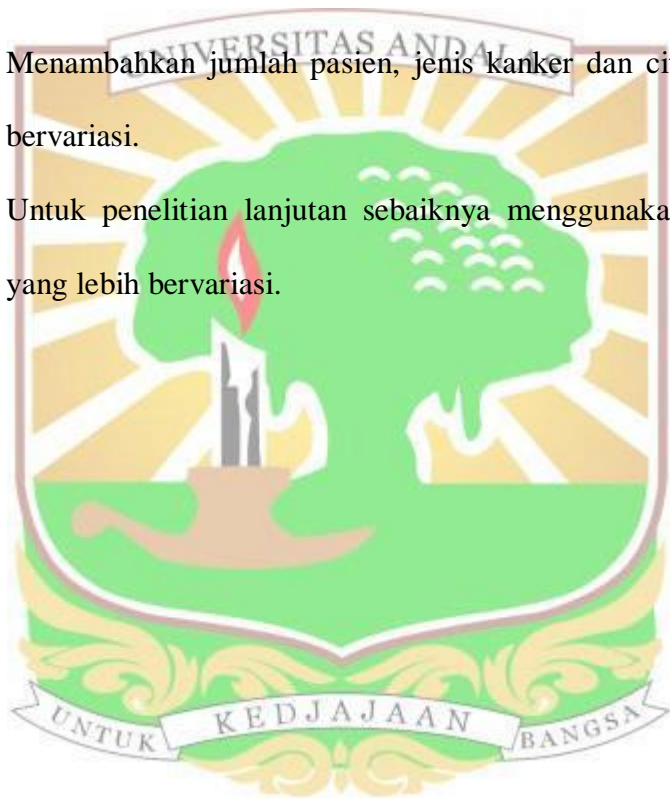 UNIVERSITAS ANDALAS
Menambahkan jumlah pasien, jenis kanker dan
bervariasi.
Untuk penelitian lanjutan sebaiknya
yang lebih bervariasi.
UNTUK KEDJAJAAN BANGSA